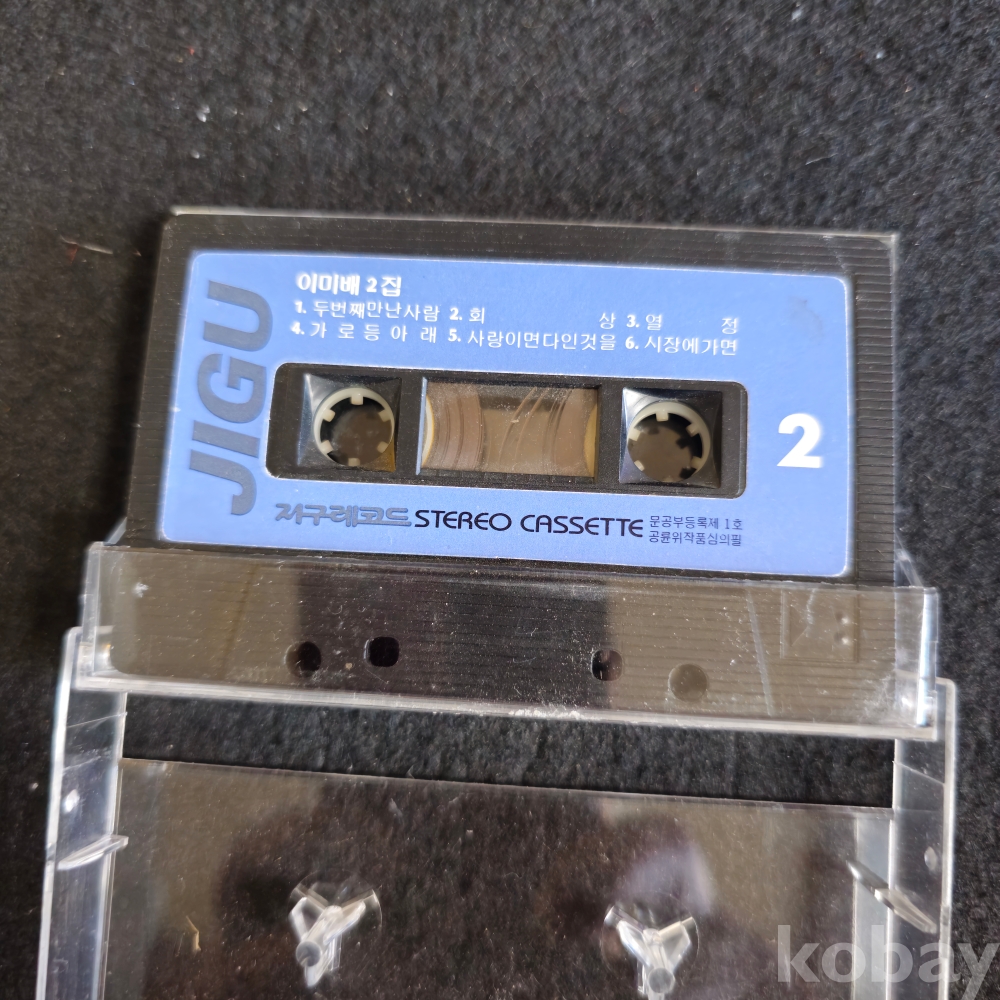 이미배 2집
1. 두번째만난사람 2. 회 상 3. 열 정
4. 가 로 등 아 래 5. 사랑이면다인것을 6. 시장에가면
JIGU
2
지구레코드 STEREO CASSETTE 문공부등록제 1호
공륜위작품심의필
kobay